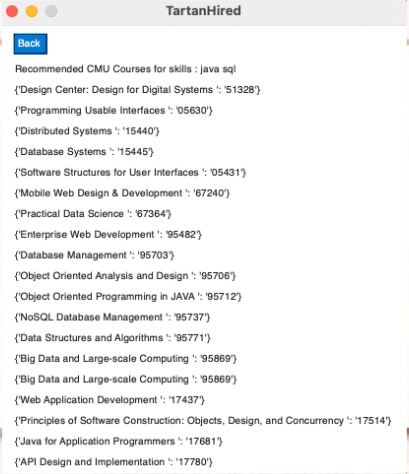 TartanHired
Back
Recommended CMU Courses for skills : java sql
{'Design Center: Design for Digital Systems ': '51328'}
{'Programming Usable Interfaces ': '05630'}
{'Distributed Systems ': '15440'}
{'Database Systems ': '15445'}
{'Software Structures for User Interfaces ': '05431'}
{'Mobile Web Design & Development ': '67240'}
{'Practical Data Science ': '67364'}
{'Enterprise Web Development ': '95482'}
{'Database Management ': '95703'}
{'Object Oriented Analysis and Design ': '95706'}
{'Object Oriented Programming in JAVA ': '95712'}
{'NoSQL Database Management ': '95737'}
{'Data Structures and Algorithms ': '95771'}
{'Big Data and Large-scale Computing ': '95869'}
{'Big Data and Large-scale Computing ': '95869'}
{'Web Application Development ': '17437'}
{'Principles of Software Construction: Objects, Design, and Concurrency ': '17514'}
{'Java for Application Programmers ': '17681'}
{'API Design and Implementation ': '17780'}